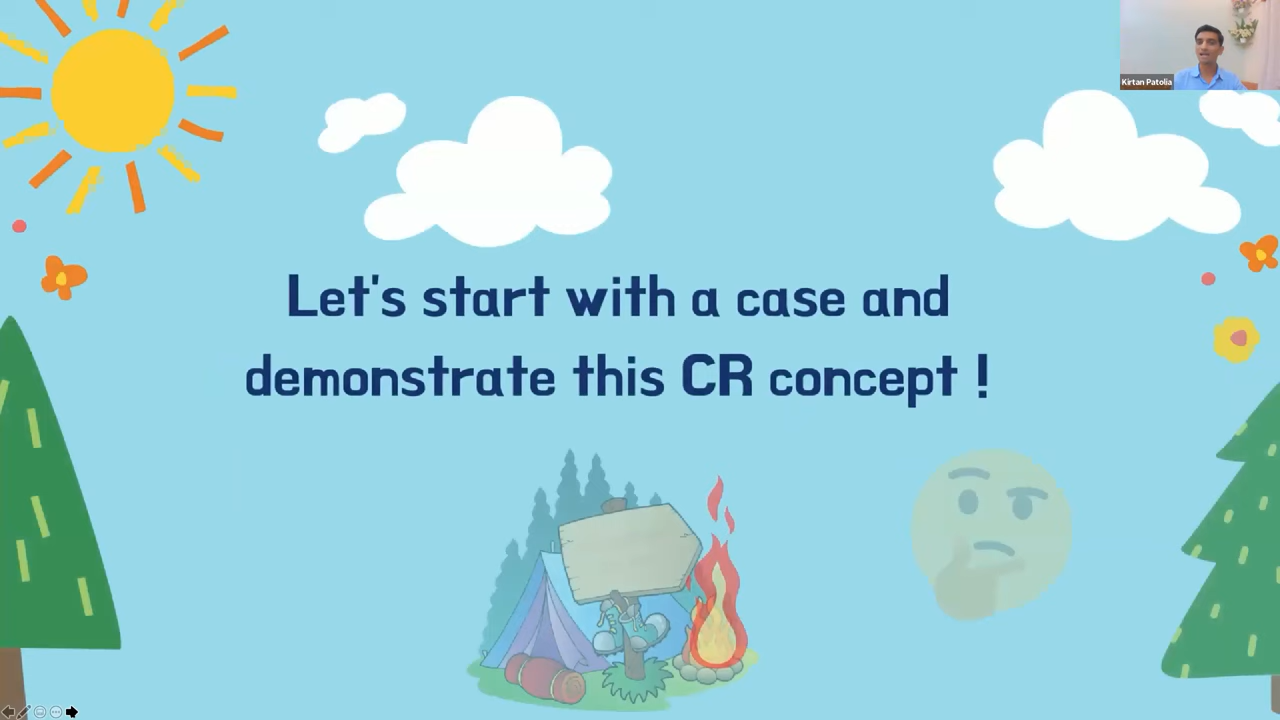 Kirtan Patolia
Let's start with a case and
demonstrate this CR concept !